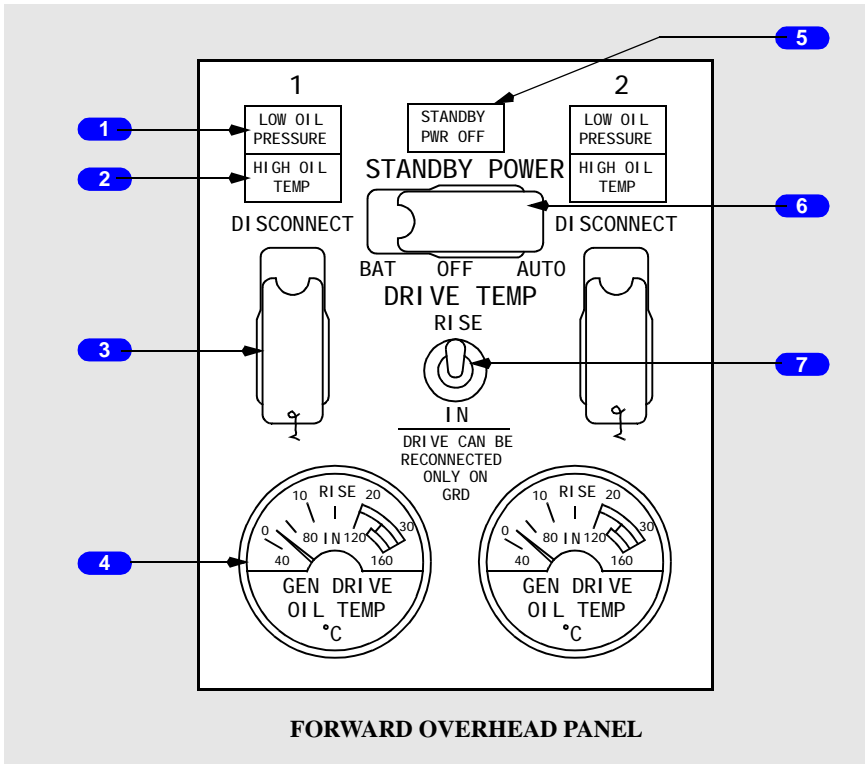 5
1
2
LOW OIL
PRESSURE
STANDBY
PWR OFF
LOW OIL
PRESSURE
1
HIGH OIL
TEMP
STANDBY POWER
HIGH OIL
TEMP
2
DISCONNECT
DISCONNECT
6
BAT OFF AUTO
DRIVE TEMP
RISE
3
7
IN
DRIVE CAN BE
RECONNECTED
ONLY ON
GRD
0 10 RISE 20 30
40 80 IN 120 160
GEN DRIVE
OIL TEMP
°C
4
0 10 RISE 20 30
40 80 IN 120 160
GEN DRIVE
OIL TEMP
°C
FORWARD OVERHEAD PANEL